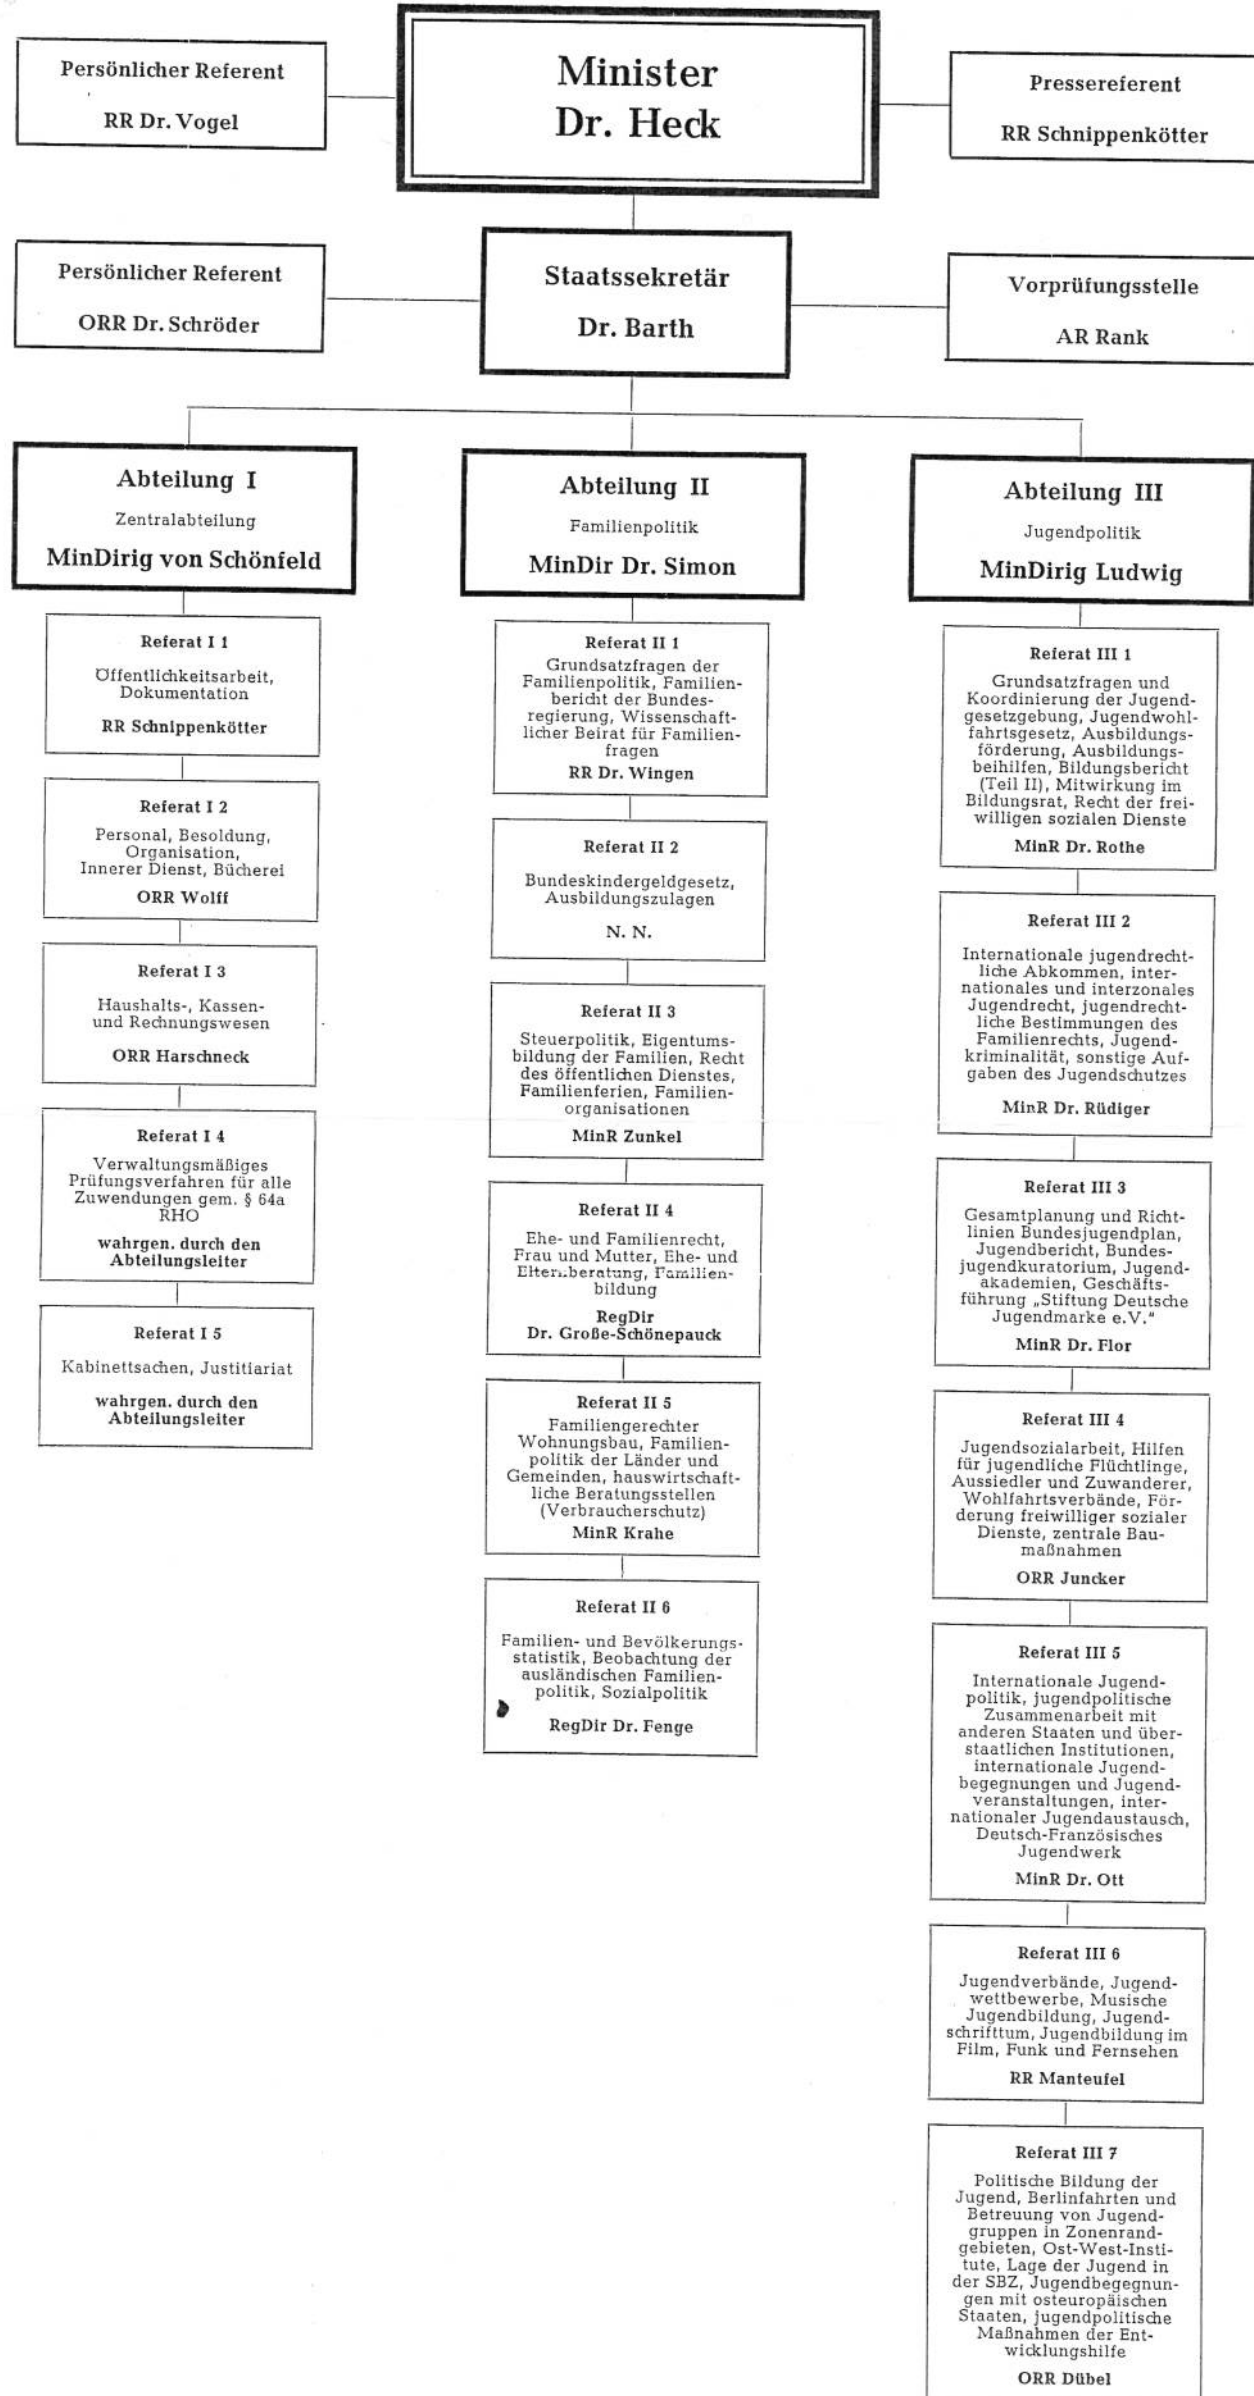 Persönlicher Referent
RR Dr. Vogel
Minister
Dr. Heck
Pressereferent
RR Schnippenkötter
Persönlicher Referent
ORR Dr. Schröder
Staatssekretär
Dr. Barth
Vorprüfungsstelle
AR Rank
Abteilung I
Zentralabteilung
MinDirig von Schönfeld
Referat I 1
Öffentlichkeitsarbeit,
Dokumentation
RR Schnippenkötter
Referat I 2
Personal, Besoldung,
Organisation,
Innerer Dienst, Bücherei
ORR Wolff
Referat I 3
Haushalts-, Kassen-
und Rechnungswesen
ORR Harschneck
Referat I 4
Verwaltungsmäßiges
Prüfungsverfahren für alle
Zuwendungen gem. § 64a
RHO
wahrgen. durch den
Abteilungsleiter
Referat I 5
Kabinettsachen, Justitiariat
wahrgen. durch den
Abteilungsleiter
Abteilung II
Familienpolitik
MinDir Dr. Simon
Referat II 1
Grundsatzfragen der
Familienpolitik, Familien-
bericht der Bundes-
regierung, Wissenschaft-
licher Beirat für Familien-
fragen
RR Dr. Wingen
Referat II 2
Bundeskindergeldgesetz,
Ausbildungszulagen
N. N.
Referat II 3
Steuerpolitik, Eigentums-
bildung der Familien, Recht
des öffentlichen Dienstes,
Familienferien, Familien-
organisationen
MinR Zunkel
Referat II 4
Ehe- und Familienrecht,
Frau und Mutter, Ehe- und
Elternberatung, Familien-
bildung
RegDir
Dr. Große-Schönepauck
Referat II 5
Familiengerechter
Wohnungsbau, Familien-
politik der Länder und
Gemeinden, hauswirtschaft-
liche Beratungsstellen
(Verbraucherschutz)
MinR Krahe
Referat II 6
Familien- und Bevölkerungs-
statistik, Beobachtung der
ausländischen Familien-
politik, Sozialpolitik
RegDir Dr. Fenge
Abteilung III
Jugendpolitik
MinDirig Ludwig
Referat III 1
Grundsatzfragen und
Koordinierung der Jugend-
gesetzgebung, Jugendwohl-
fahrtsgesetz, Ausbildungs-
förderung, Ausbildungs-
beihilfen, Bildungsbericht
(Teil II), Mitwirkung im
Bildungsrat, Recht der frei-
willigen sozialen Dienste
MinR Dr. Rothe
Referat III 2
Internationale jugendrecht-
liche Abkommen, inter-
nationales und interzonales
Jugendrecht, jugendrecht-
liche Bestimmungen des
Familienrechts, Jugend-
kriminalität, sonstige Auf-
gaben des Jugendschutzes
MinR Dr. Rüdiger
Referat III 3
Gesamtplanung und Richt-
linien Bundesjugendplan,
Jugendbericht, Bundes-
jugendkuratorium, Jugend-
akademien, Geschäfts-
führung „Stiftung Deutsche
Jugendmarke e.V."
MinR Dr. Flor
Referat III 4
Jugendsozialarbeit, Hilfen
für jugendliche Flüchtlinge,
Aussiedler und Zuwanderer,
Wohlfahrtsverbände, För-
derung freiwilliger sozialer
Dienste, zentrale Bau-
maßnahmen
ORR Juncker
Referat III 5
Internationale Jugend-
politik, jugendpolitische
Zusammenarbeit mit
anderen Staaten und über-
staatlichen Institutionen,
internationale Jugend-
begegnungen und Jugend-
veranstaltungen, inter-
nationaler Jugendaustausch,
Deutsch-Französisches
Jugendwerk
MinR Dr. Ott
Referat III 6
Jugendverbände, Jugend-
wettbewerbe, Musische
Jugendbildung, Jugend-
schrifttum, Jugendbildung im
Film, Funk und Fernsehen
RR Manteufel
Referat III 7
Politische Bildung der
Jugend, Berlinfahrten und
Betreuung von Jugend-
gruppen in Zonenrand-
gebieten, Ost-West-Insti-
tute, Lage der Jugend in
der SBZ, Jugendbegegnun-
gen mit osteuropäischen
Staaten, jugendpolitische
Maßnahmen der Ent-
wicklungshilfe
ORR Dübel